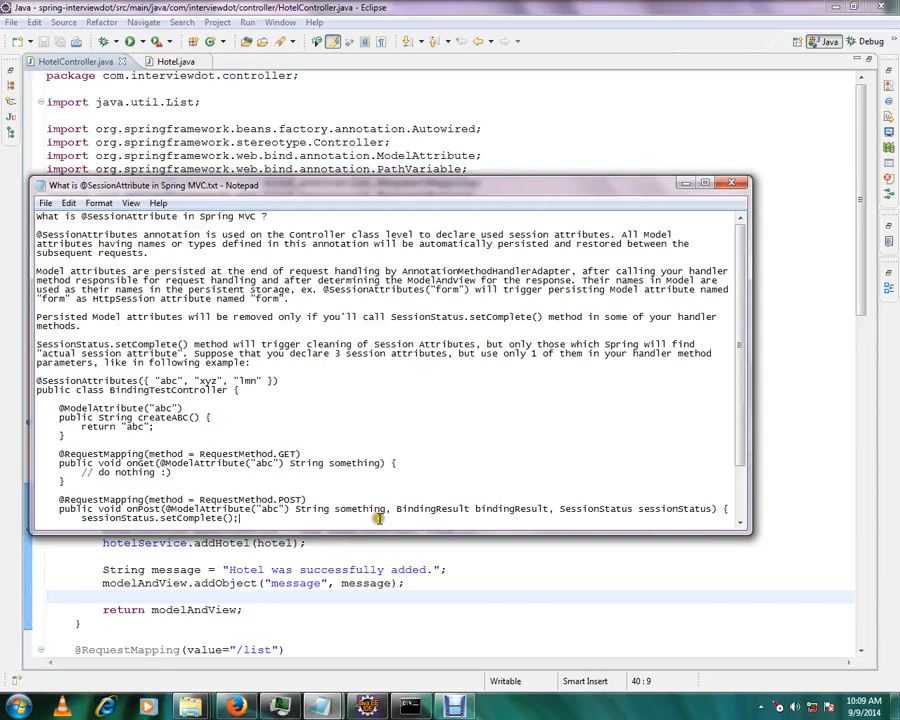 Java - spring-interviewdot/src/main/java/com/interviewdot/controller/HotelController.java - Eclipse
File Edit Source Refactor Navigate Search Project Run Window Help
Java Debug
HotelController.java Hotel.java
package com.interviewdot.controller;
import java.util.List;
import org.springframework.beans.factory.annotation.Autowired;
import org.springframework.stereotype.Controller;
import org.springframework.web.bind.annotation.ModelAttribute;
import org.springframework.web.bind.annotation.PathVariable;
What is @SessionAttribute in Spring MVC.txt - Notepad
File Edit Format View Help
What is @SessionAttribute in Spring MVC ?
@SessionAttributes annotation is used on the Controller class level to declare used session attributes. All Model
attributes having names or types defined in this annotation will be automatically persisted and restored between the
subsequent requests.
Model attributes are persisted at the end of request handling by AnnotationMethodHandlerAdapter, after calling your handler
method responsible for request handling and after determining the ModelAndView for the response. Their names in Model are
used as their names in the persistent storage, ex. @SessionAttributes("form") will trigger persisting Model attribute named
"form" as HttpSession attribute named "form".
Persisted Model attributes will be removed only if you'll call SessionStatus.setComplete() method in some of your handler
methods.
SessionStatus.setComplete() method will trigger cleaning of Session Attributes, but only those which Spring will find
"actual session attribute". Suppose that you declare 3 session attributes, but use only 1 of them in your handler method
parameters, like in following example:
@SessionAttributes({ "abc", "xyz", "lmn" })
public class BindingTestController {
@ModelAttribute("abc")
public String createABC() {
return "abc";
}
@RequestMapping(method = RequestMethod.GET)
public void onGet(@ModelAttribute("abc") String something) {
// do nothing :)
}
@RequestMapping(method = RequestMethod.POST)
public void onPost(@ModelAttribute("abc") String something, BindingResult bindingResult, SessionStatus sessionStatus) {
sessionStatus.setComplete();
hotelService.addHotel(hotel);
String message = "Hotel was successfully added.";
modelAndView.addObject("message", message);
return modelAndView;
}
@RequestMapping(value="/list")
Writable Smart Insert 40 : 9
10:09 AM
9/9/2014